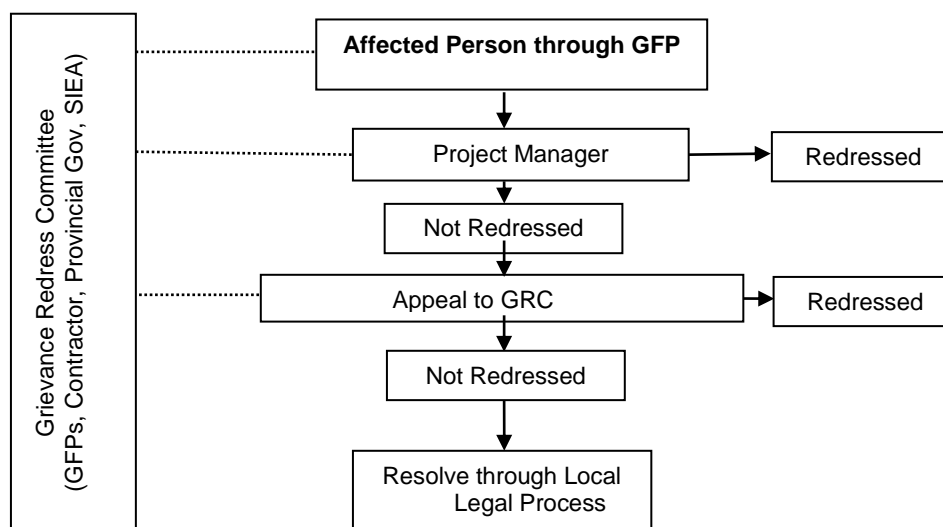 Grievance Redress Committee
(GFPs, Contractor, Provincial Gov, SIEA)
Affected Person through GFP
Project Manager
Redressed
Not Redressed
Appeal to GRC
Redressed
Not Redressed
Resolve through Local
Legal Process